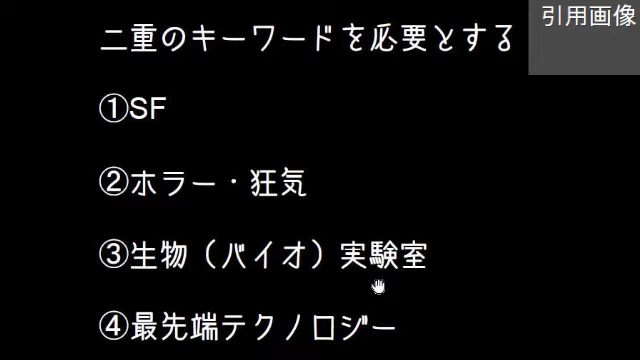 引用画像
二重のキーワードを必要とする
①SF
②ホラー・狂気
③生物（バイオ）実験室
④最先端テクノロジー